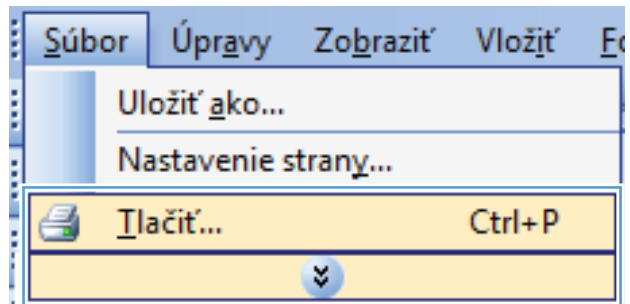 Súbor Úpravy Zobraziť Vložiť
Uložiť ako...
Nastavenie strany...
Tlačiť... Ctrl+P